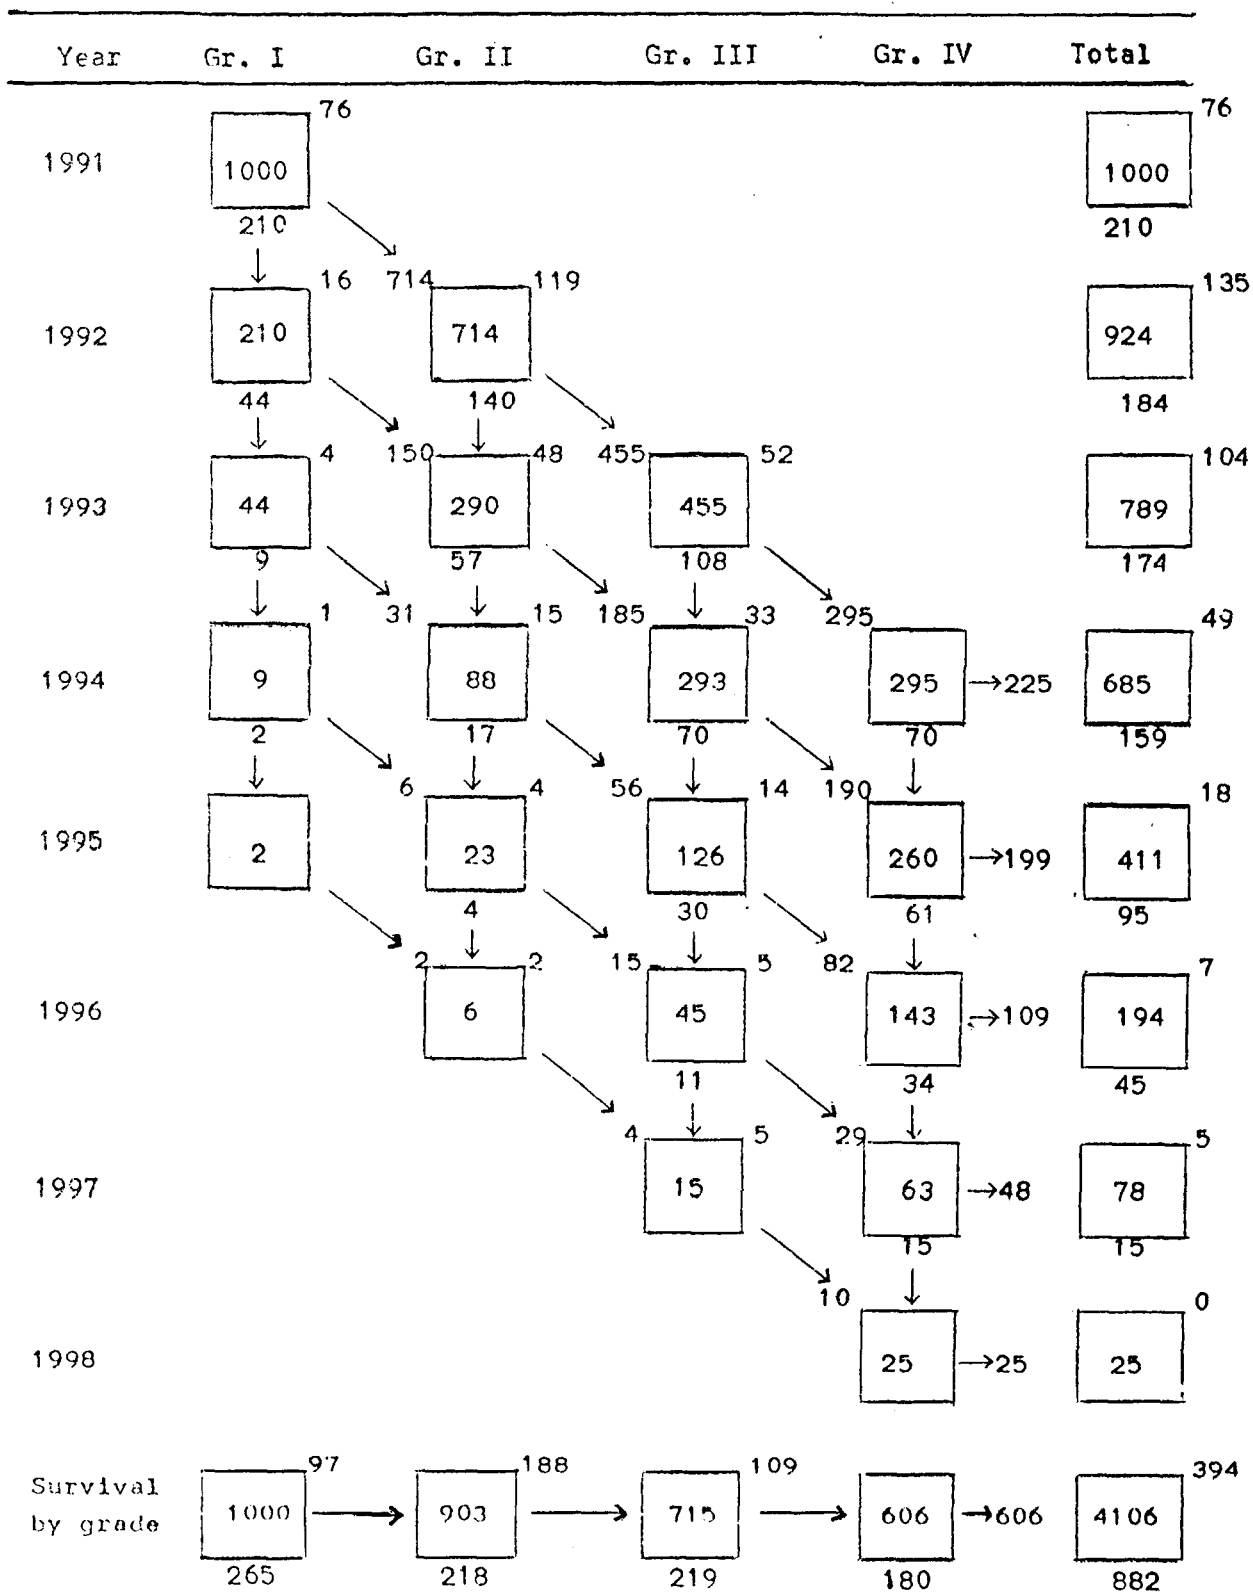 Year Gr. I Gr. II Gr. III Gr. IV Total
76 76
1991 1000 1000
210 210
16 714 119 135
1992 210 714 924
44 140 184
4 150 48 455 52 104
1993 44 290 455 789
9 57 108 174
1 31 15 185 33 295 49
1994 9 88 293 295 →225 685
2 17 70 70 159
6 4 56 14 190 18
1995 2 23 126 260 →199 411
4 30 61 95
2 2 15 5 82 7
1996 6 45 143 →109 194
11 34 45
4 5 29 5
1997 15 63 →48 78
15 15
10 0
1998 25 →25 25
97 188 109 394
Survival
by grade 1000 → 903 → 715 → 606 →606 4106
265 218 219 180 882